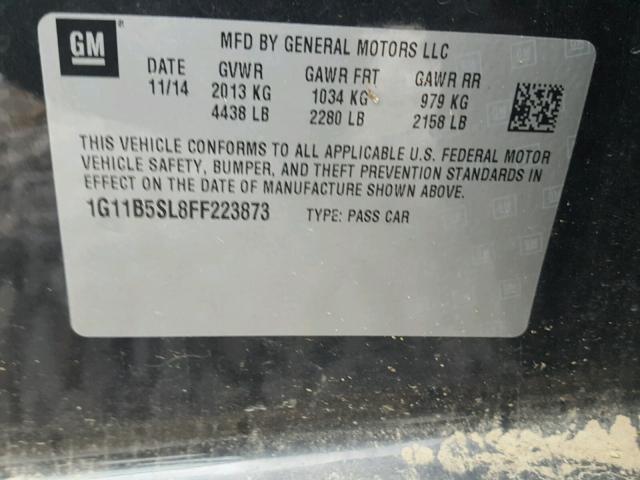 GM
MFD BY GENERAL MOTORS LLC
DATE GVWR GAWR FRT GAWR RR
11/14 2013 KG 1034 KG 979 KG
4438 LB 2280 LB 2158 LB
THIS VEHICLE CONFORMS TO ALL APPLICABLE U.S. FEDERAL MOTOR
VEHICLE SAFETY, BUMPER, AND THEFT PREVENTION STANDARDS IN
EFFECT ON THE DATE OF MANUFACTURE SHOWN ABOVE.
1G11B5SL8FF223873 TYPE: PASS CAR